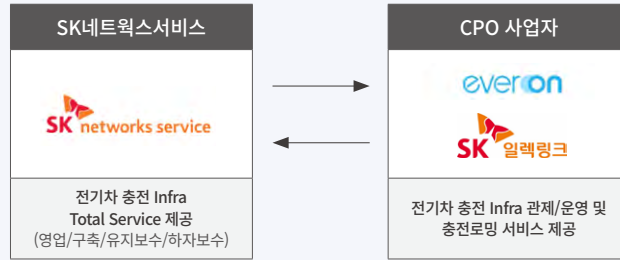 SK네트웍스서비스
SK networks service
전기차 충전 Infra
Total Service 제공
(영업/구축/유지보수/하자보수)
CPO 사업자
everon
SK 일렉링크
전기차 충전 Infra 관제/운영 및
충전로밍 서비스 제공